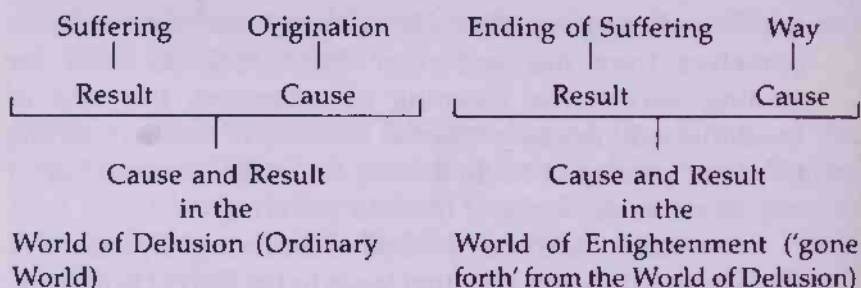 Suffering Origination Ending of Suffering Way
Result Cause Result Cause
Cause and Result
in the
World of Delusion (Ordinary
World)
Cause and Result
in the
World of Enlightenment ('gone
forth' from the World of Delusion)